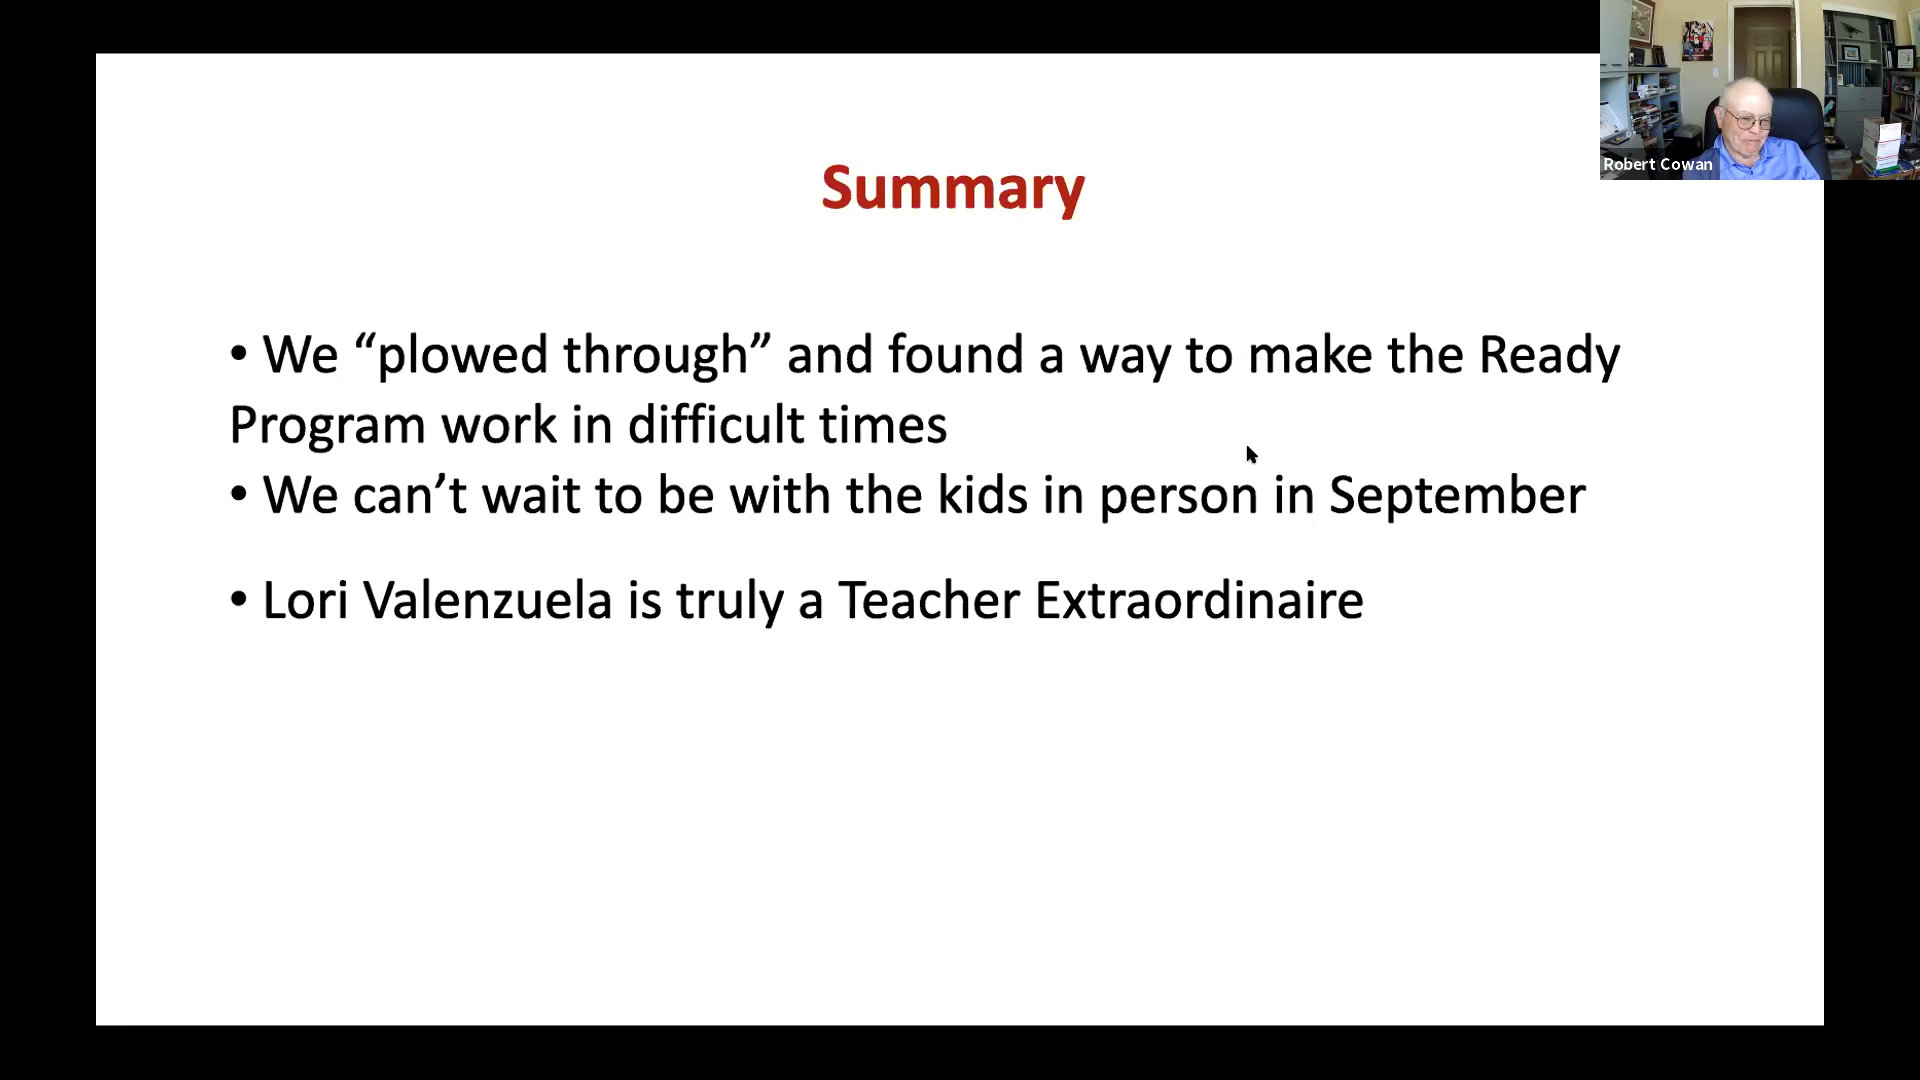 Robert Cowan
Summary
• We “plowed through” and found a way to make the Ready
Program work in difficult times
• We can’t wait to be with the kids in person in September
• Lori Valenzuela is truly a Teacher Extraordinaire